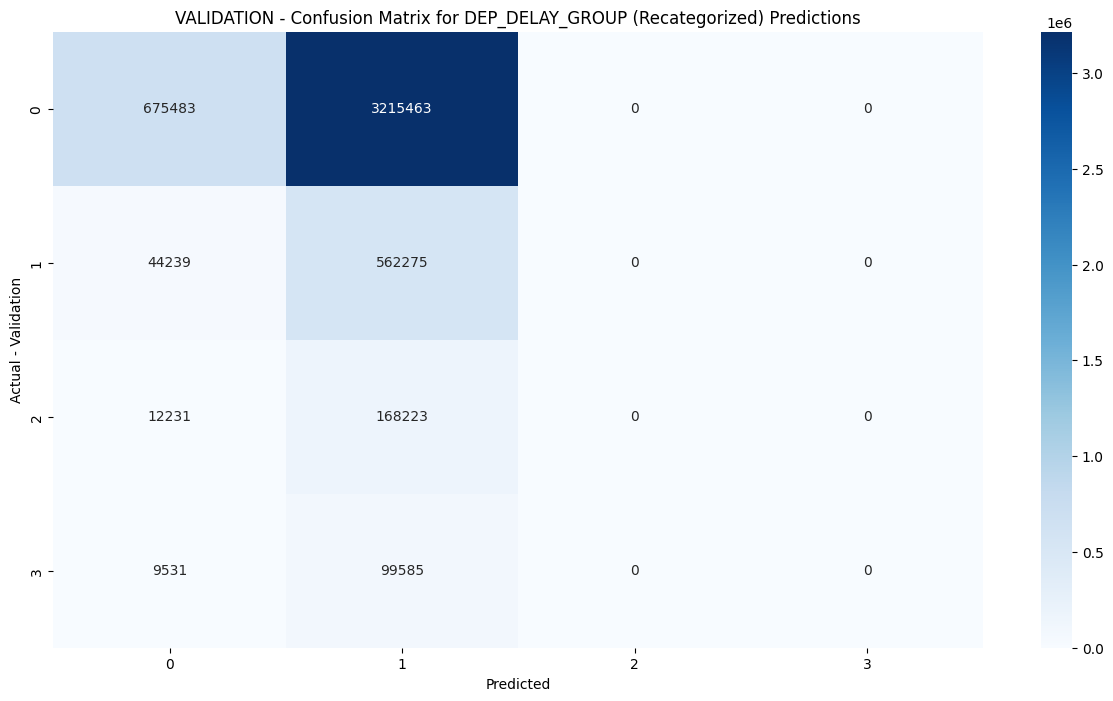 VALIDATION - Confusion Matrix for DEP_DELAY_GROUP (Recategorized) Predictions
1e6
0 675483 3215463 0 0
1 44239 562275 0 0
2 12231 168223 0 0
3 9531 99585 0 0
0 1 2 3
Predicted
Actual - Validation
3.0
2.5
2.0
1.5
1.0
0.5
0.0